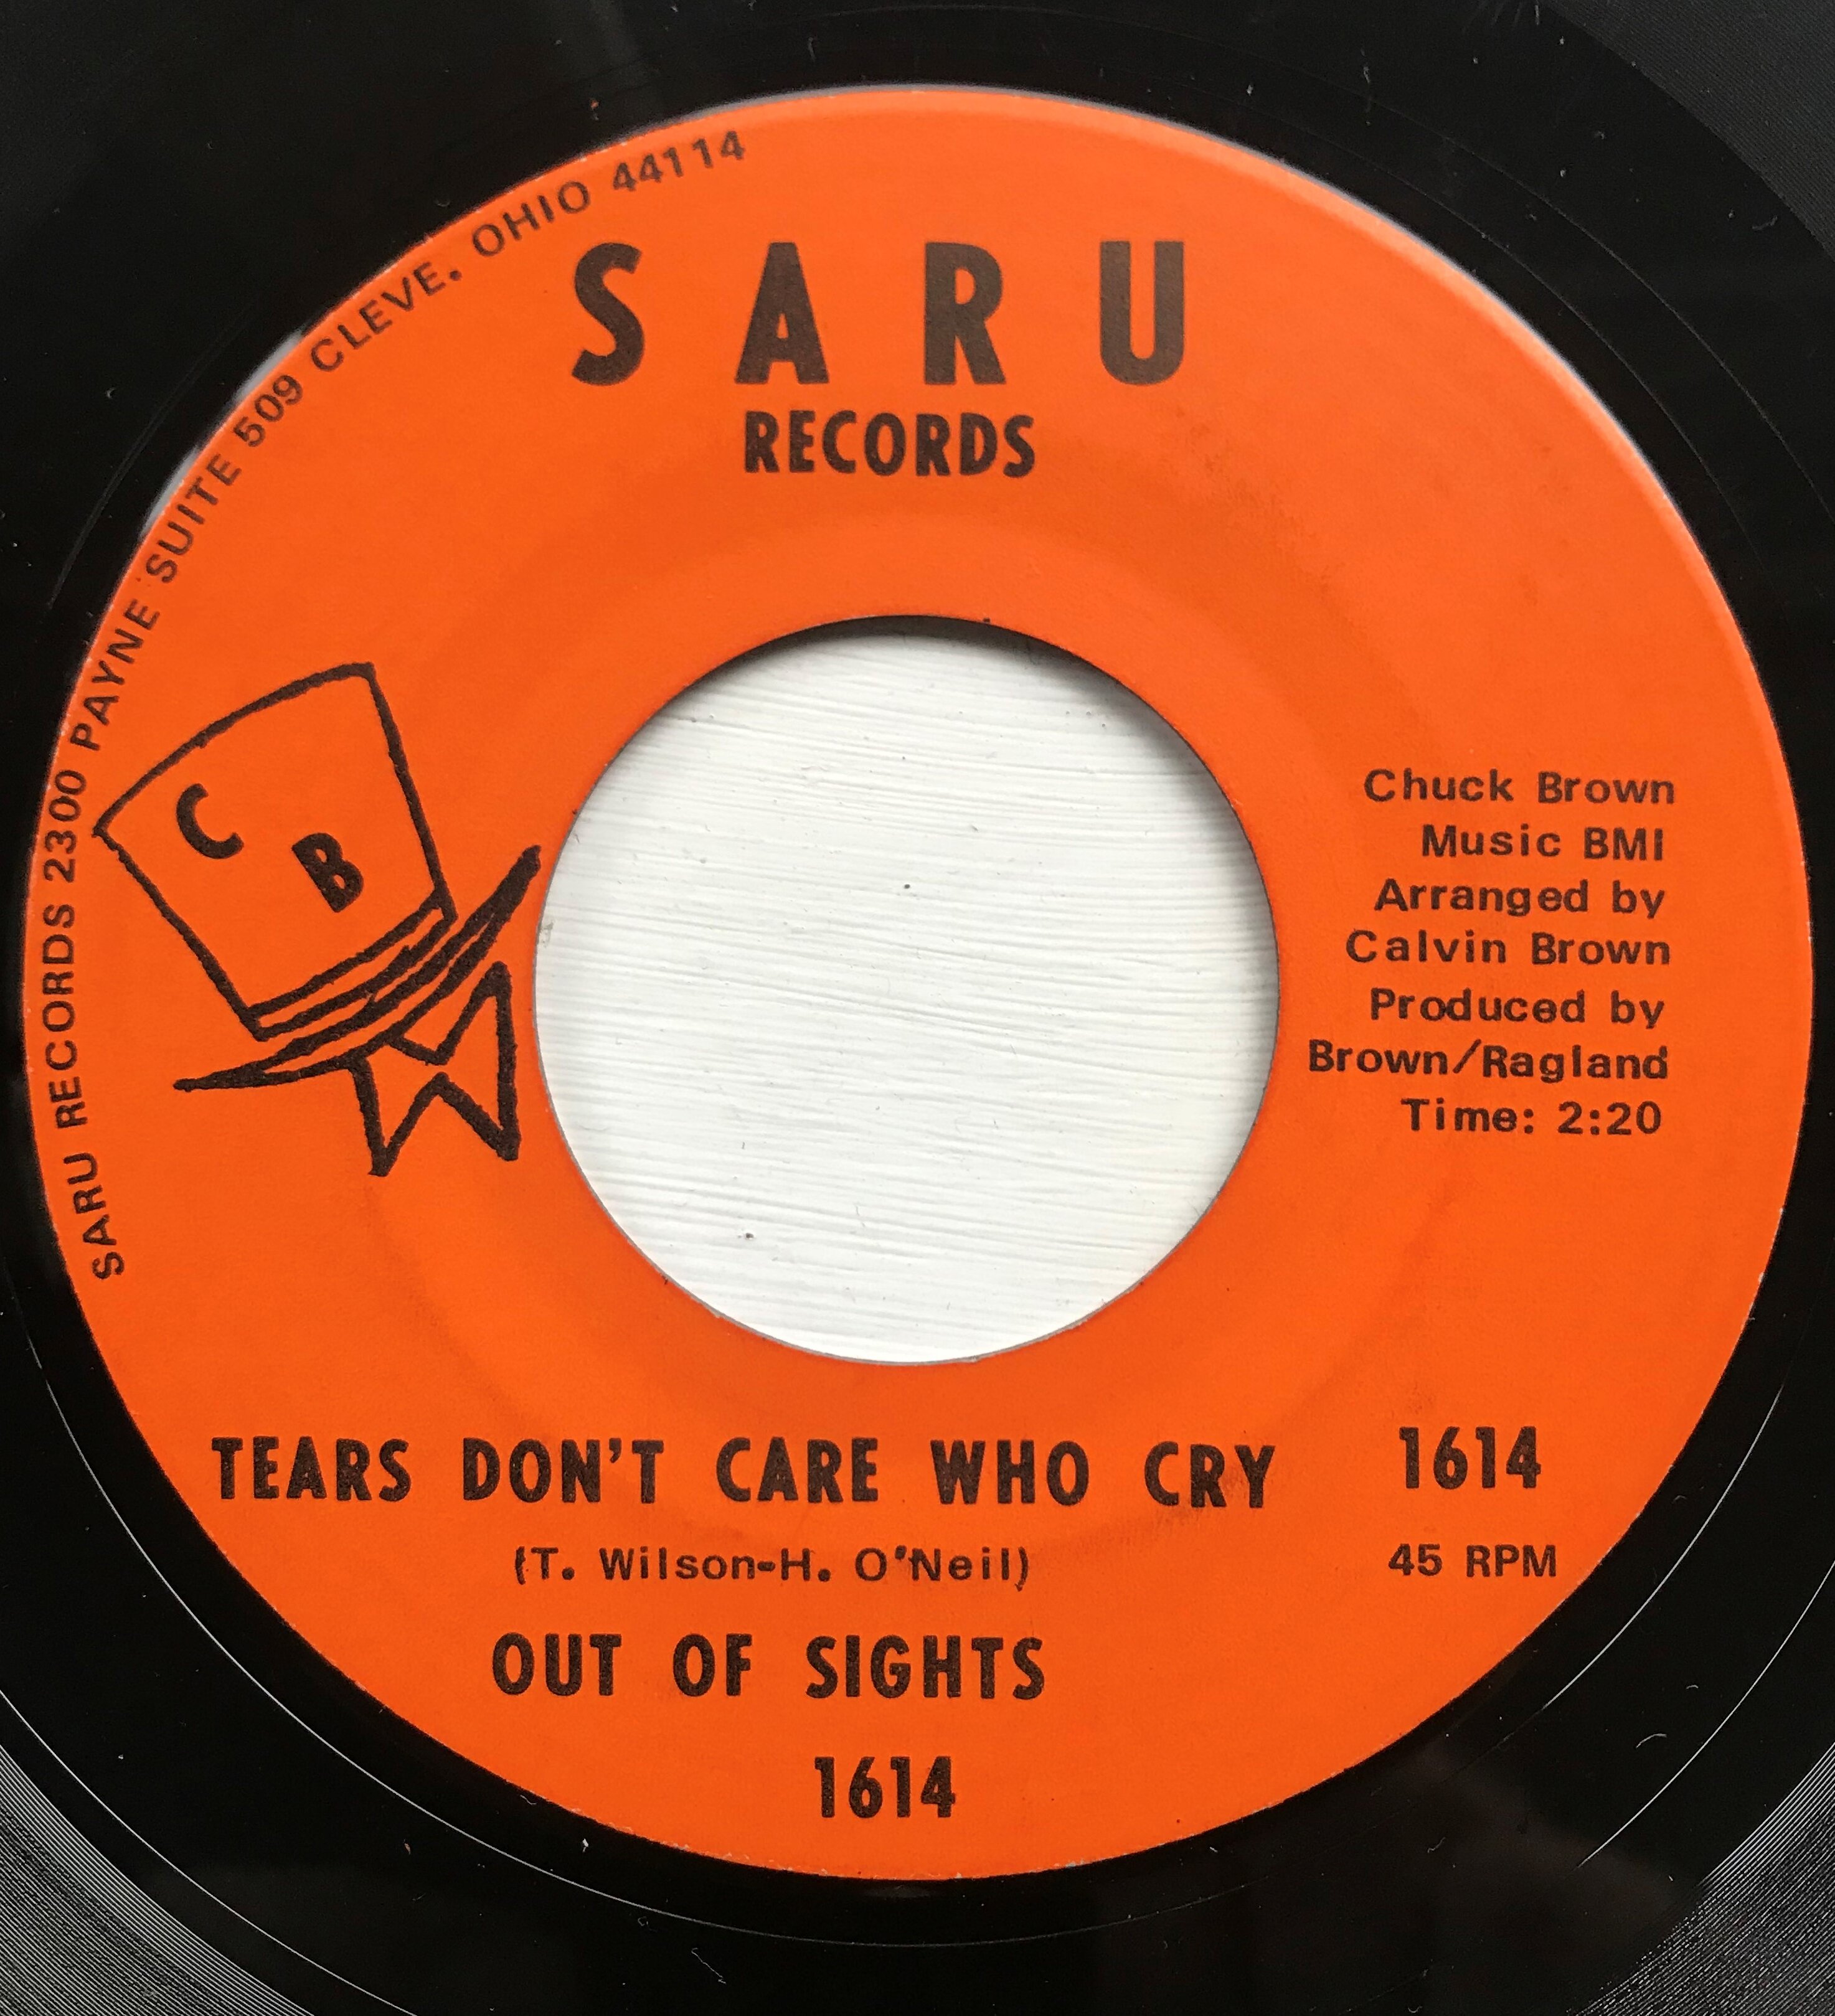 SARU RECORDS 2300 PAYNE SUITE 509 CLEVE. OHIO 44114
SARU
RECORDS
C
B
Chuck Brown
Music BMI
Arranged by
Calvin Brown
Produced by
Brown/Ragland
Time: 2:20
TEARS DON'T CARE WHO CRY 1614
(T. Wilson-H. O'Neil) 45 RPM
OUT OF SIGHTS
1614